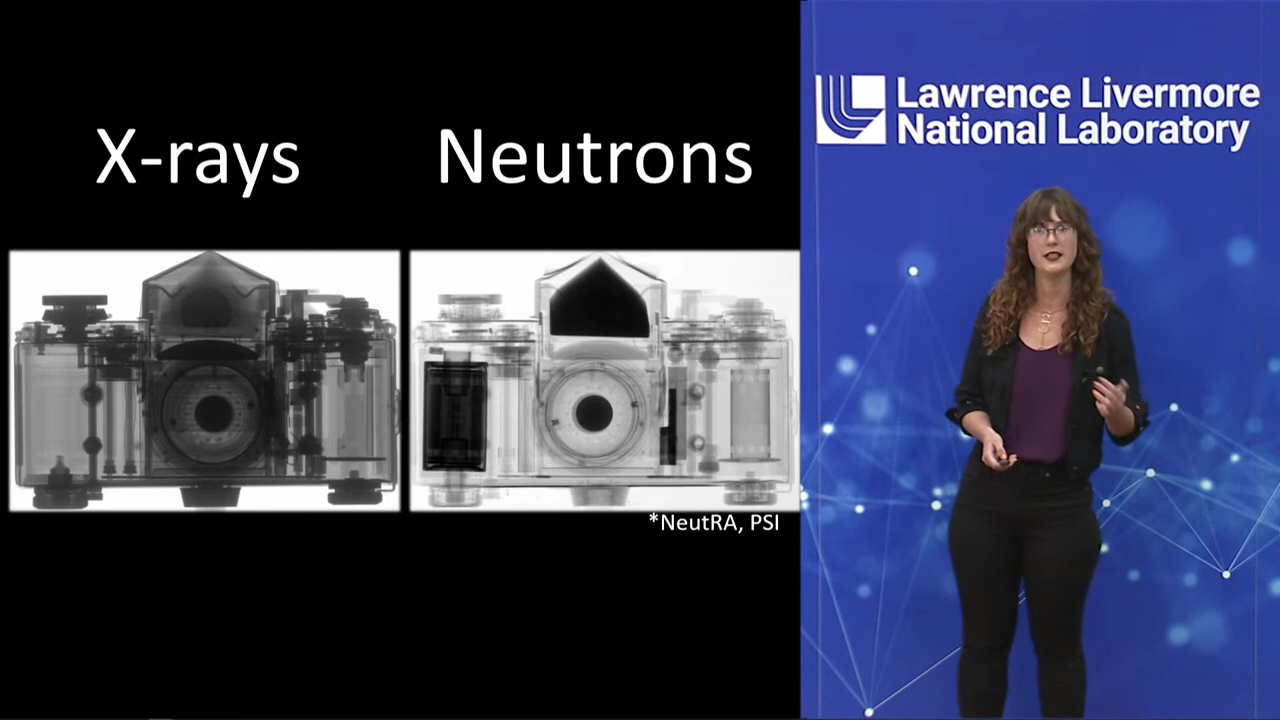 X-rays
Neutrons
*NeutRA, PSI
Lawrence Livermore
National Laboratory